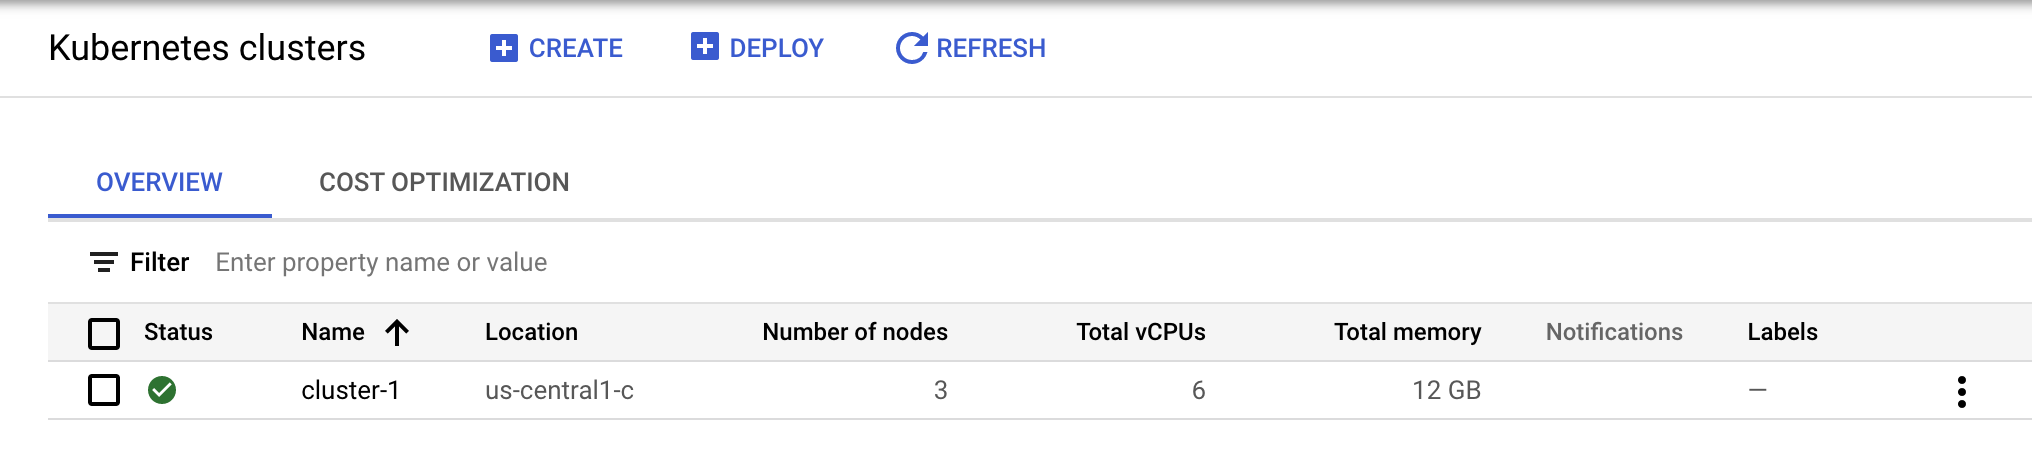 Kubernetes clusters CREATE DEPLOY REFRESH
OVERVIEW COST OPTIMIZATION
Filter Enter property name or value
Status Name Location Number of nodes Total vCPUs Total memory Notifications Labels
cluster-1 us-central1-c 3 6 12 GB —